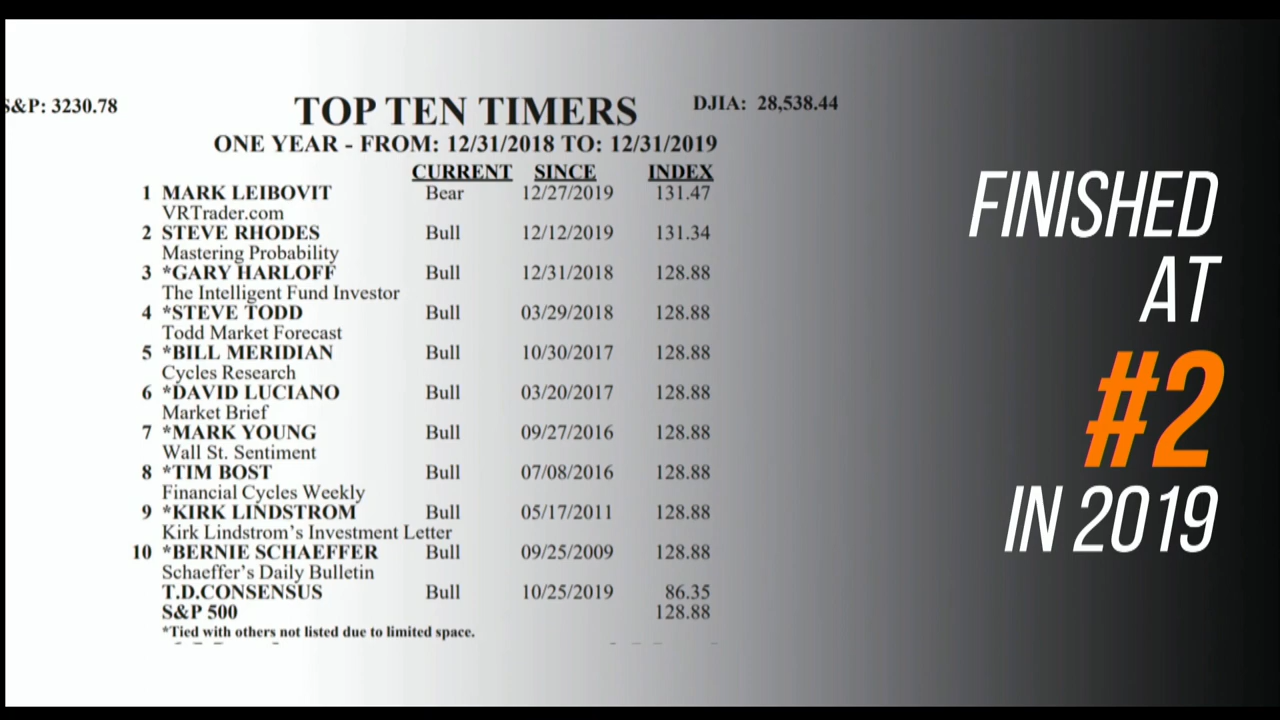 S&P: 3230.78
TOP TEN TIMERS
DJIA: 28,538.44
ONE YEAR - FROM: 12/31/2018 TO: 12/31/2019
CURRENT SINCE INDEX
1 MARK LEIBOVIT Bear 12/27/2019 131.47
VRTrader.com
2 STEVE RHODES Bull 12/12/2019 131.34
Mastering Probability
3 *GARY HARLOFF Bull 12/31/2018 128.88
The Intelligent Fund Investor
4 *STEVE TODD Bull 03/29/2018 128.88
Todd Market Forecast
5 *BILL MERIDIAN Bull 10/30/2017 128.88
Cycles Research
6 *DAVID LUCIANO Bull 03/20/2017 128.88
Market Brief
7 *MARK YOUNG Bull 09/27/2016 128.88
Wall St. Sentiment
8 *TIM BOST Bull 07/08/2016 128.88
Financial Cycles Weekly
9 *KIRK LINDSTROM Bull 05/17/2011 128.88
Kirk Lindstrom's Investment Letter
10 *BERNIE SCHAEFFER Bull 09/25/2009 128.88
Schaeffer's Daily Bulletin
T.D.CONSENSUS Bull 10/25/2019 86.35
S&P 500 128.88
*Tied with others not listed due to limited space.
FINISHED
AT
#2
IN 2019